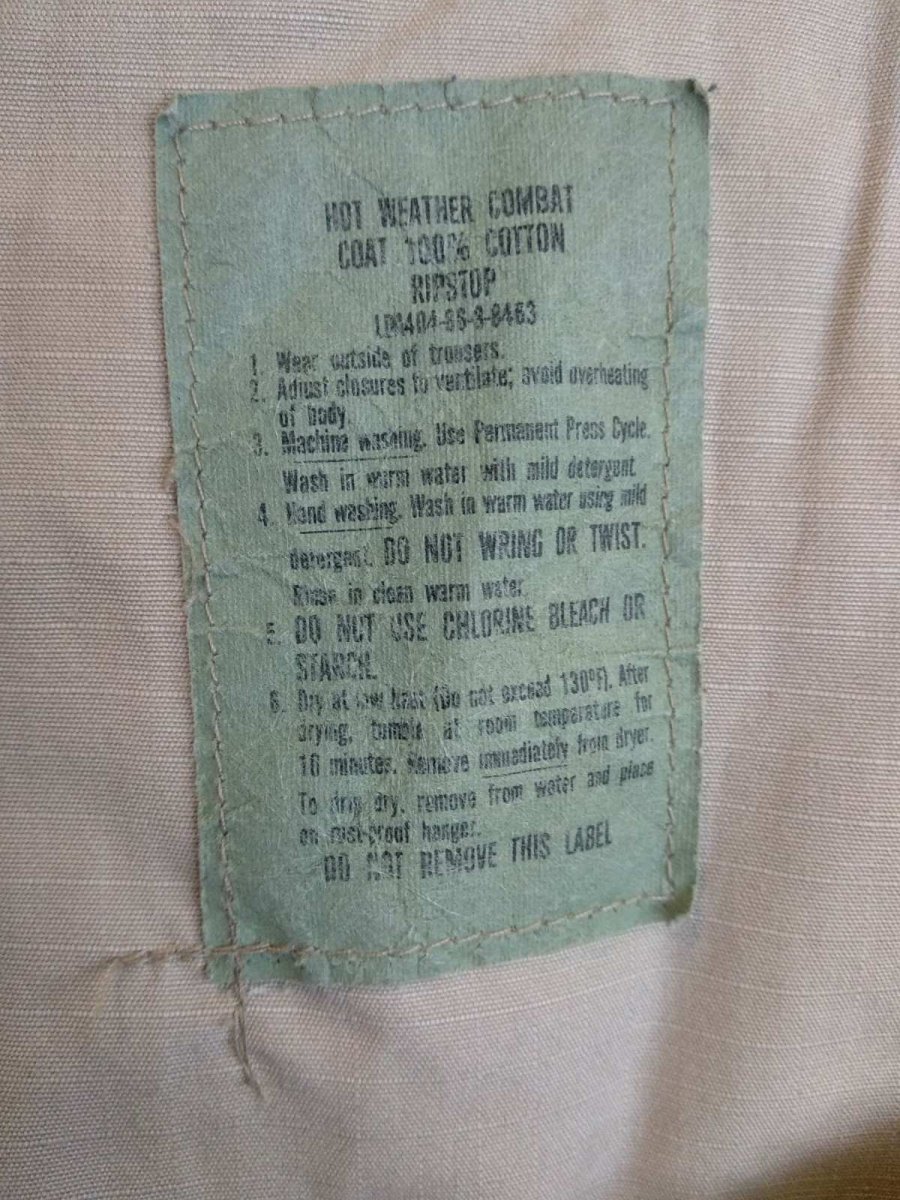 HOT WEATHER COMBAT
COAT 100% COTTON
RIPSTOP
LD0404-86-3-8463
1. Wear outside of trousers.
2. Adjust closures to ventilate; avoid overheating
of body.
3. Machine washing. Use Permanent Press Cycle.
Wash in warm water with mild detergent
4. Hand washing. Wash in warm water using mild
detergent. DO NOT WRING OR TWIST.
Rinse in clean warm water
5. DO NOT USE CHLORINE BLEACH OR
STARCH.
6. Dry at low heat (Do not exceed 130°F). After
drying, tumble at room temperature for
10 minutes. Remove immediately from dryer.
To drip dry, remove from water and place
on rust-proof hanger.
DO NOT REMOVE THIS LABEL